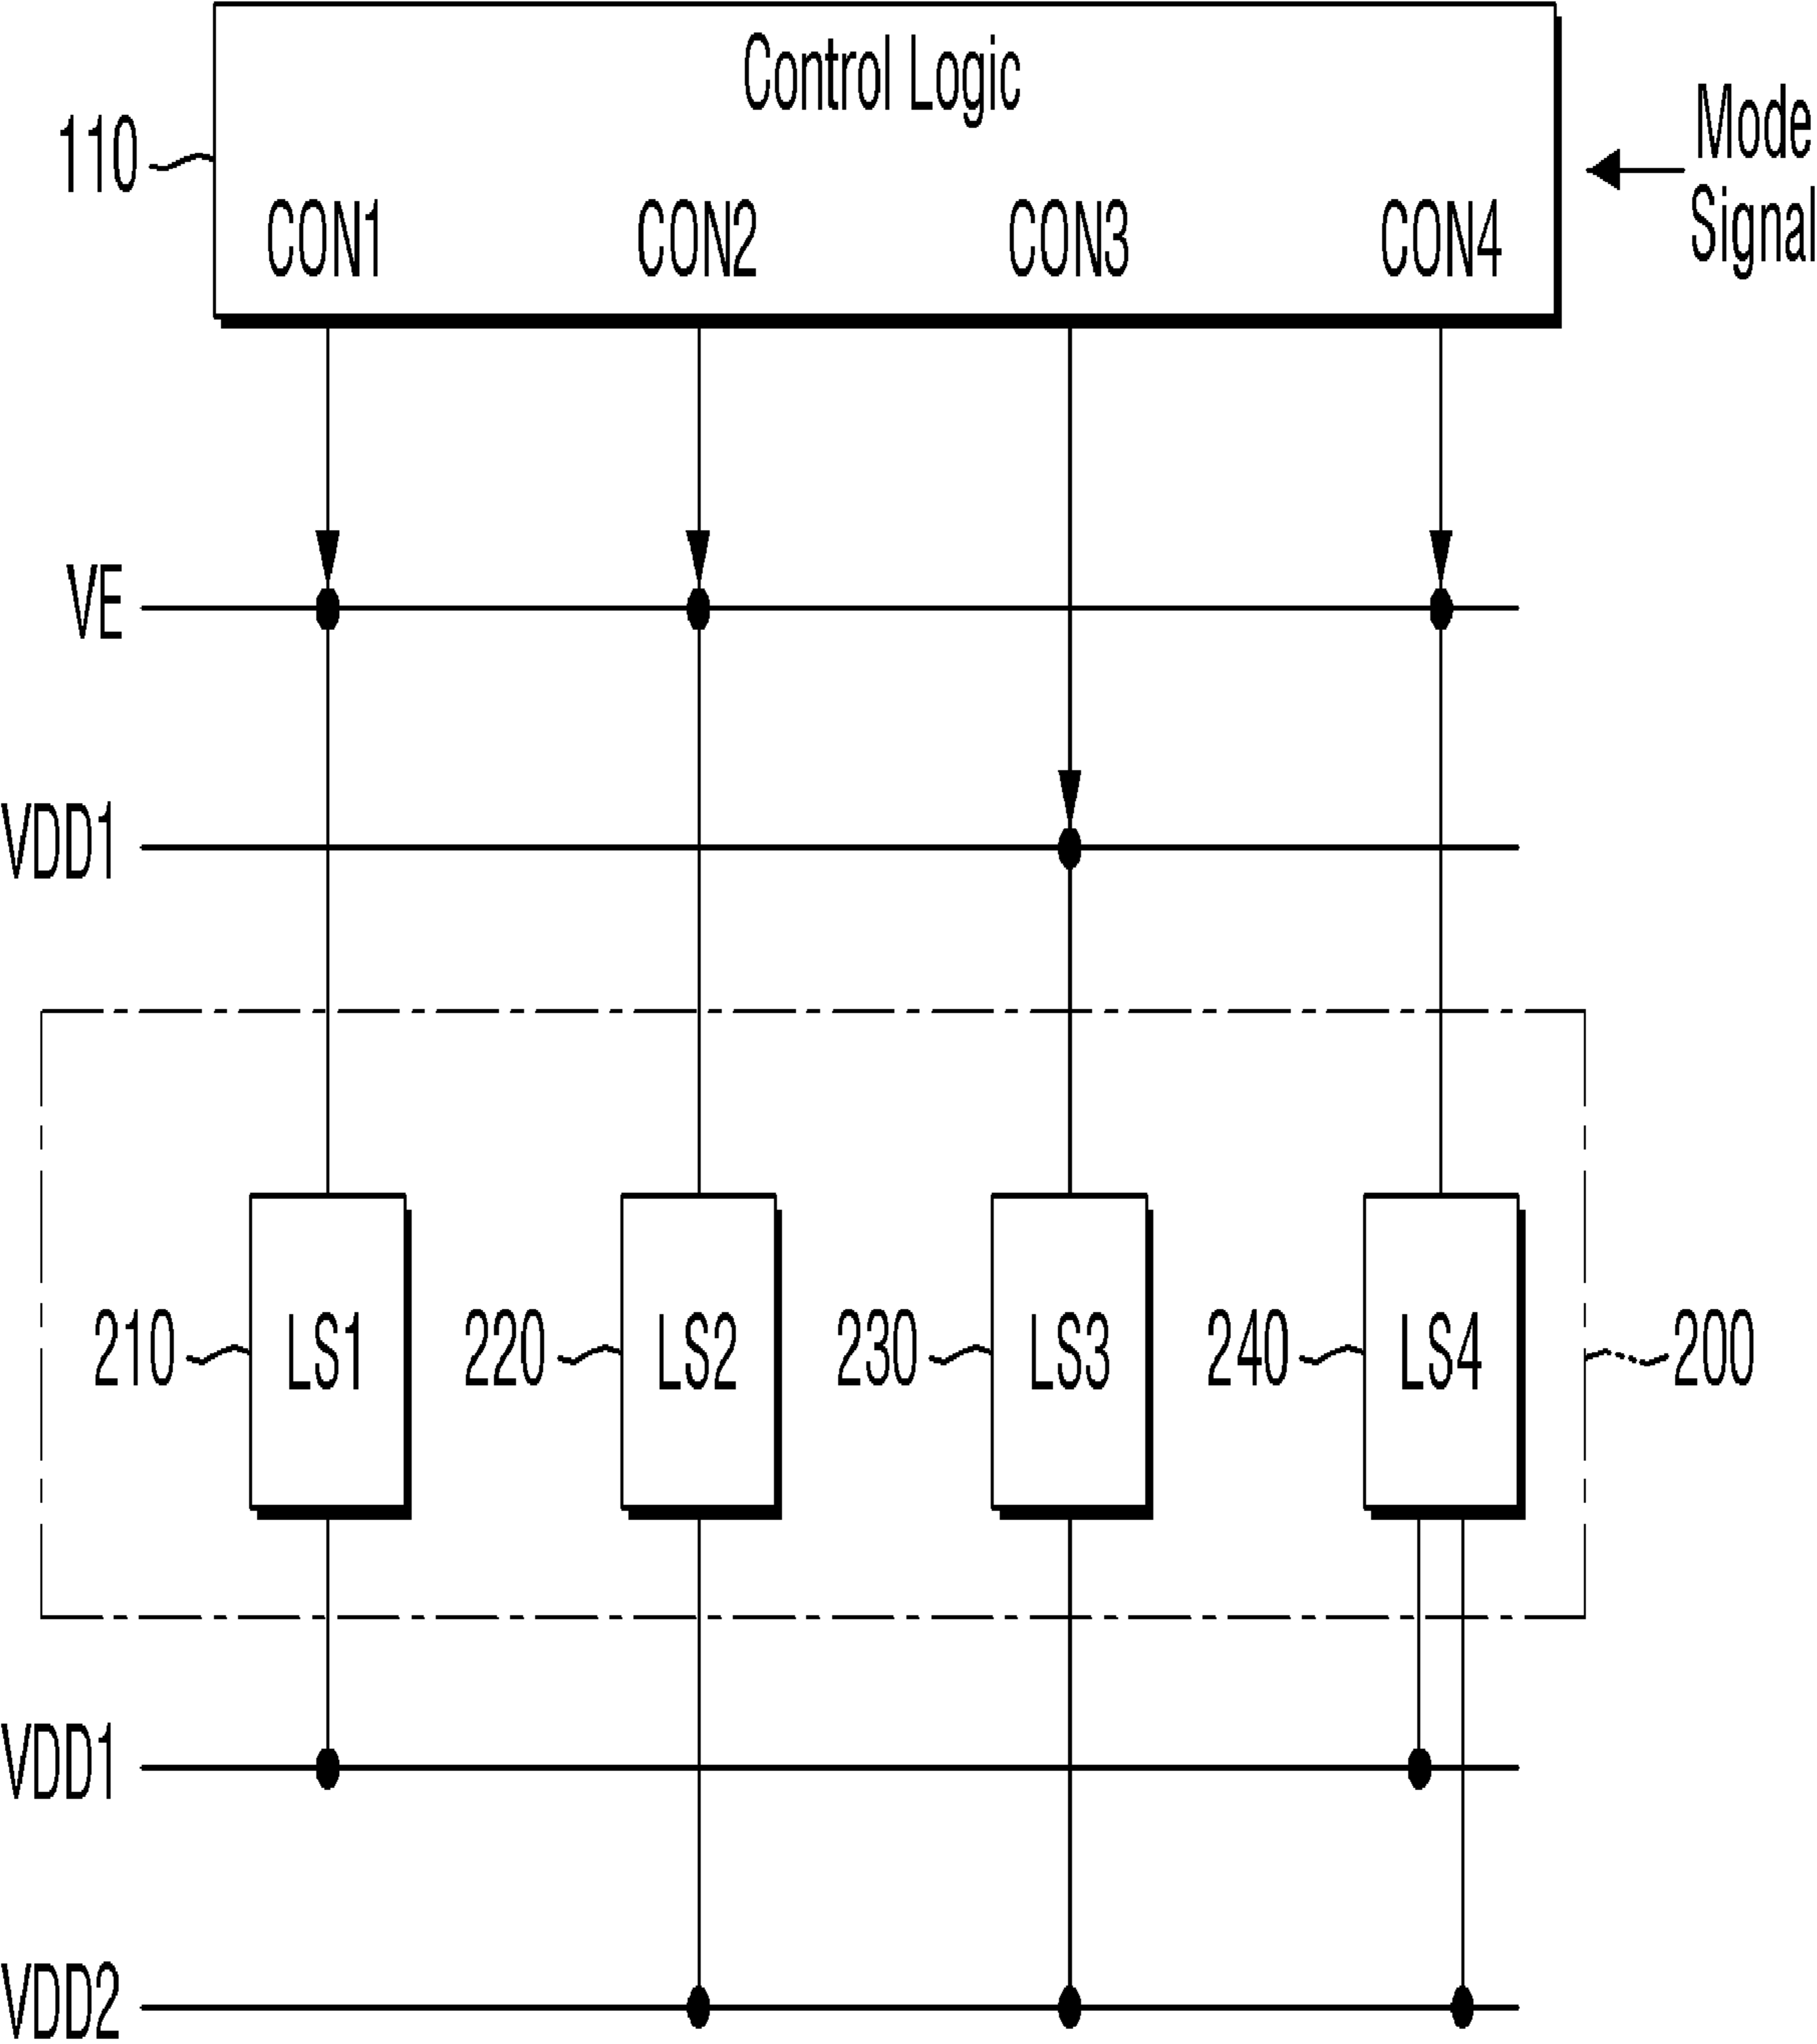 Control Logic
110
Mode
Signal
CON1 CON2 CON3 CON4
VE
VDD1
210 LS1 220 LS2 230 LS3 240 LS4 200
VDD1
VDD2